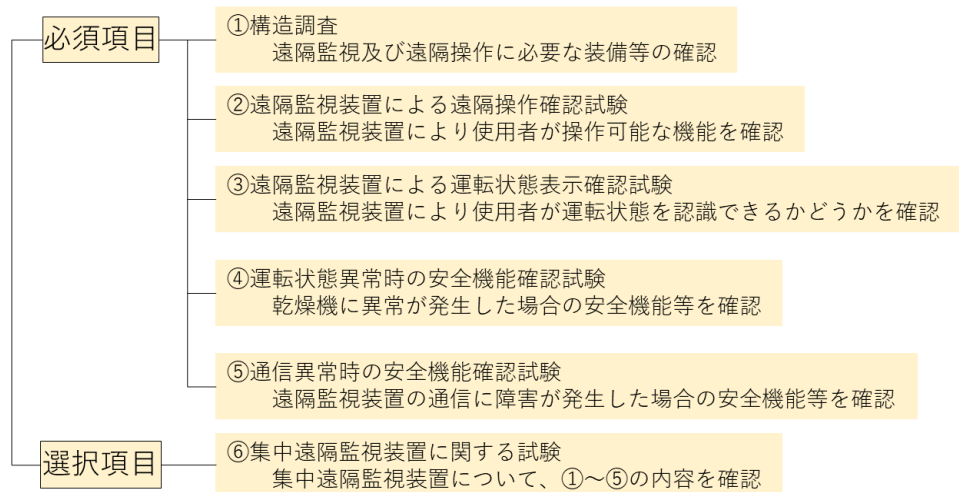 必須項目
①構造調査
遠隔監視及び遠隔操作に必要な装備等の確認
②遠隔監視装置による遠隔操作確認試験
遠隔監視装置により使用者が操作可能な機能を確認
③遠隔監視装置による運転状態表示確認試験
遠隔監視装置により使用者が運転状態を認識できるかどうかを確認
④運転状態異常時の安全機能確認試験
乾燥機に異常が発生した場合の安全機能等を確認
⑤通信異常時の安全機能確認試験
遠隔監視装置の通信に障害が発生した場合の安全機能等を確認
選択項目
⑥集中遠隔監視装置に関する試験
集中遠隔監視装置について、①～⑤の内容を確認